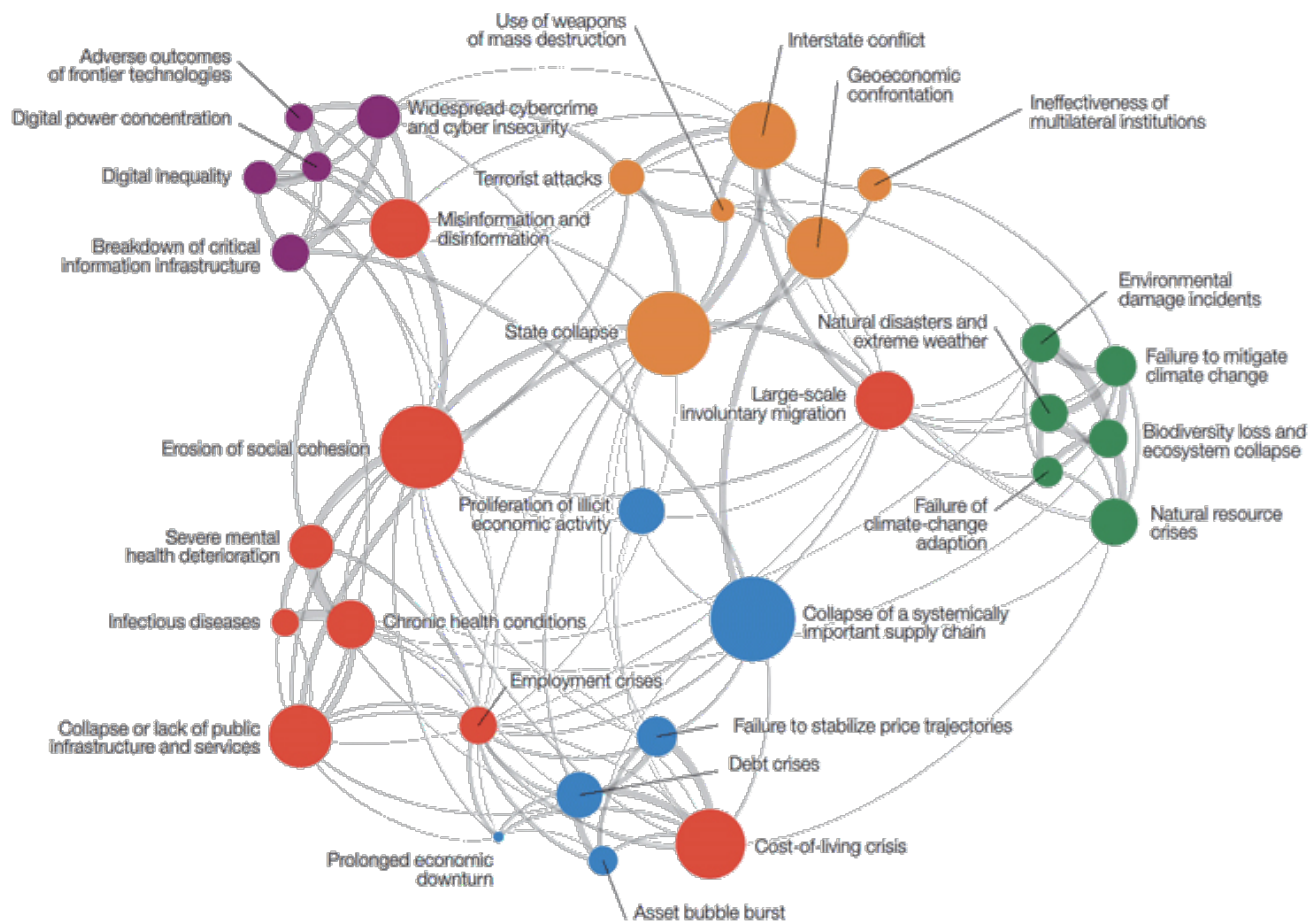 Use of weapons
of mass destruction
Interstate conflict
Adverse outcomes
of frontier technologies
Geoeconomic
confrontation
Ineffectiveness of
multilateral institutions
Digital power concentration
Widespread cybercrime
and cyber insecurity
Digital inequality
Terrorist attacks
Misinformation and
disinformation
Breakdown of critical
information infrastructure
Environmental
damage incidents
State collapse
Natural disasters and
extreme weather
Failure to mitigate
climate change
Large-scale
involuntary migration
Biodiversity loss and
ecosystem collapse
Erosion of social cohesion
Proliferation of illicit
economic activity
Failure of
climate-change
adaption
Natural resource
crises
Severe mental
health deterioration
Infectious diseases
Chronic health conditions
Collapse of a systemically
important supply chain
Employment crises
Collapse or lack of public
infrastructure and services
Failure to stabilize price trajectories
Debt crises
Prolonged economic
downturn
Cost-of-living crisis
Asset bubble burst